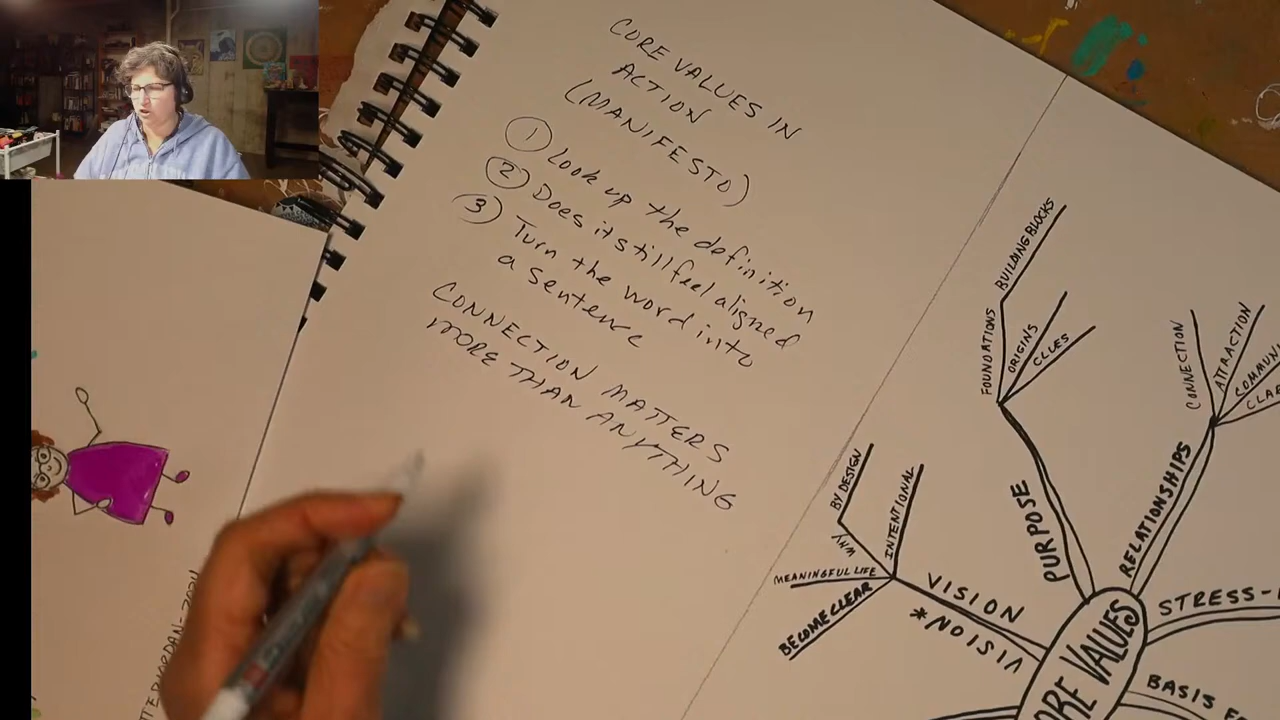 CORE VALUES IN
ACTION
(MANIFESTO)
1 Look up the definition
2 Does it still feel aligned
3 Turn the word into
a sentence
CONNECTION MATTERS
MORE THAN ANYTHING
BUILDING BLOCKS
FOUNDATIONS
ORIGINS
CLUES
PURPOSE
CONNECTION
ATTRACTION
RELATIONSHIPS
BY DESIGN
WHY
INTENTIONAL
MEANINGFUL LIFE
BECOME CLEAR
VISION
VISION*
STRESS-
BASIS
VALUES